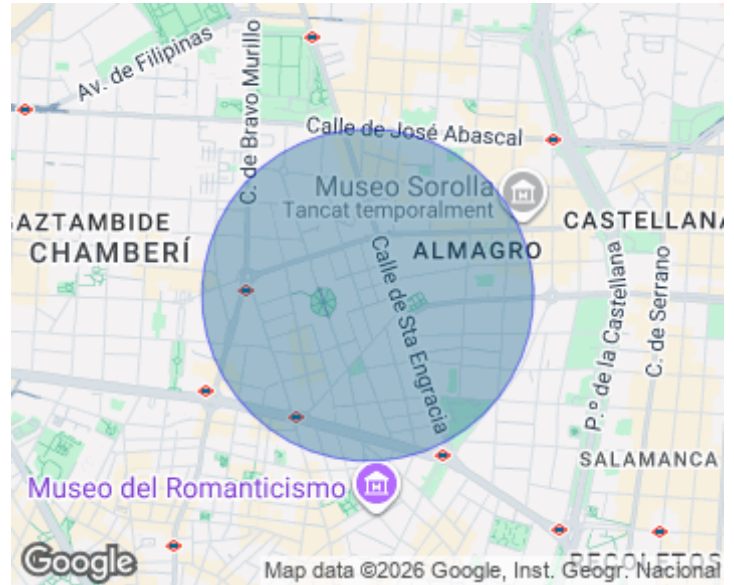 Av. de Filipinas
C. de Bravo Murillo
Calle de José Abascal
Museo Sorolla
Tancat temporalment
GAZTAMBIDE
CHAMBERÍ
ALMAGRO
CASTELLANA
Calle de Sta Engracia
P.º de la Castellana
C. de Serrano
SALAMANCA
Museo del Romanticismo
RECOLETOS
Google
Map data ©2026 Google, Inst. Geogr. Nacional